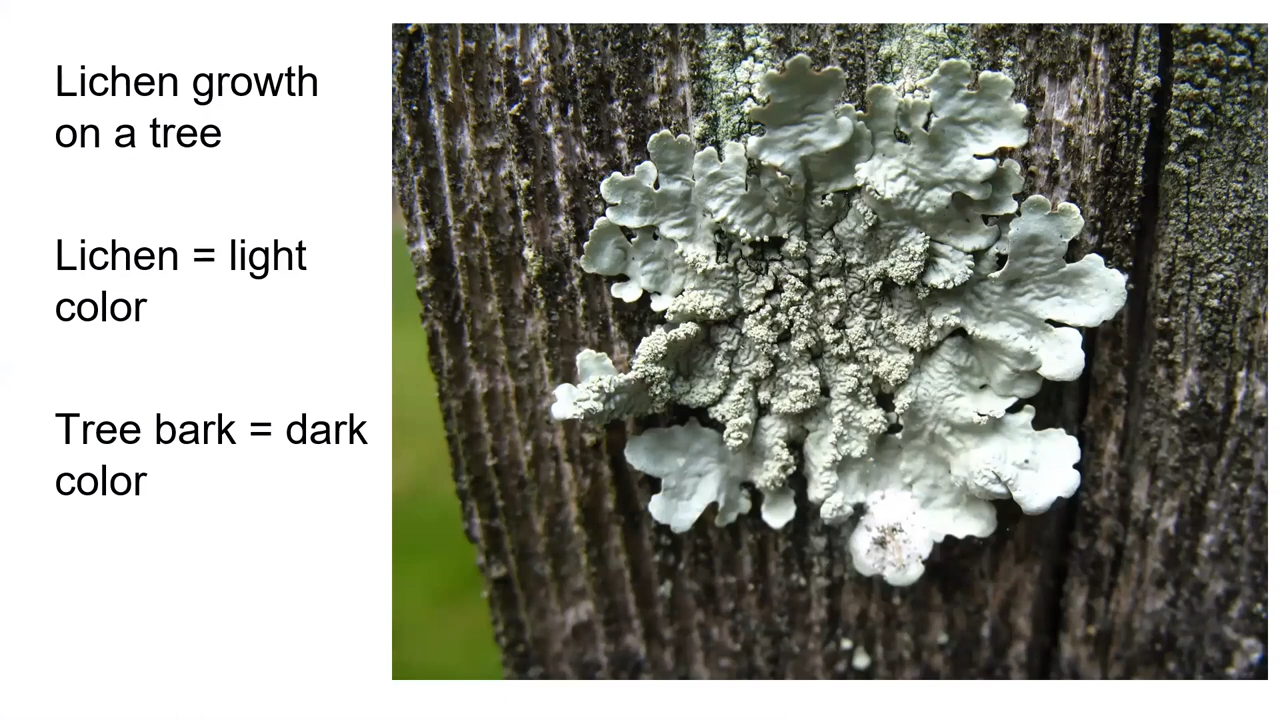 Lichen growth
on a tree
Lichen = light
color
Tree bark = dark
color